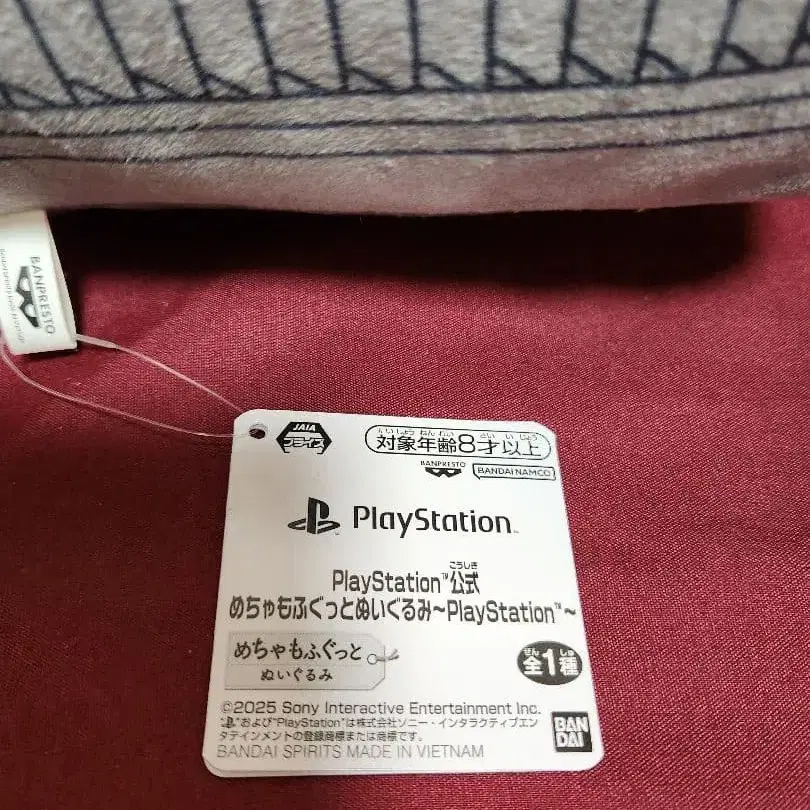 BANPRESTO
JAIA
プライズ
たいしょうねんれい さいいじょう
対象年齢8才以上
BANPRESTO
BANDAI NAMCO
PlayStation™
こうしき
PlayStation™公式
めちゃもふぐっとぬいぐるみ～PlayStation™～
めちゃもふぐっと
ぬいぐるみ
ぜん しゅ
全1種
©2025 Sony Interactive Entertainment Inc.
"PS"および"PlayStation"は株式会社ソニー・インタラクティブエン
タテインメントの登録商標または商標です。
BANDAI SPIRITS MADE IN VIETNAM
BAN
DAI